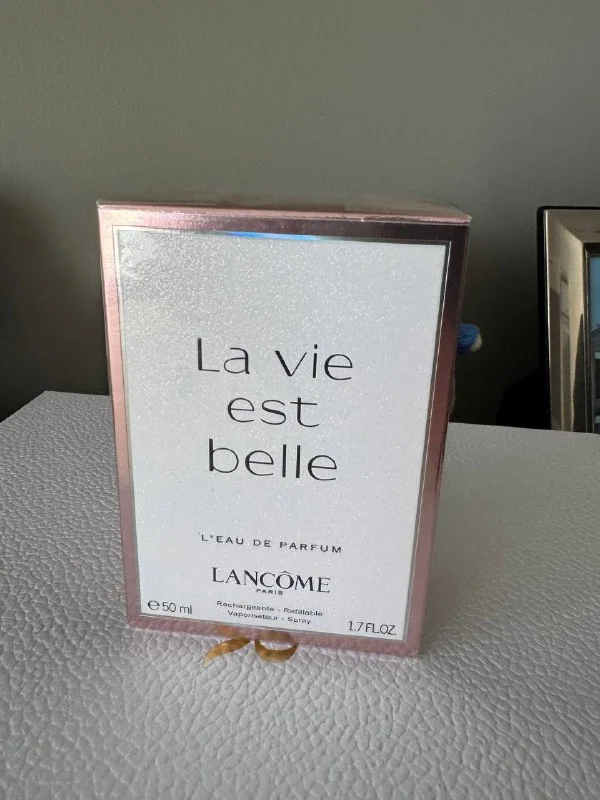 La vie
est
belle
L'EAU DE PARFUM
LANCÔME
PARIS
Rechargeable - Refillable
Vaporisateur - Spray
℮ 50 ml
1.7 FL.OZ.